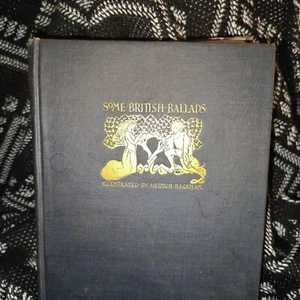 SOME BRITISH BALLADS
ILLUSTRATED BY ARTHUR RACKHAM